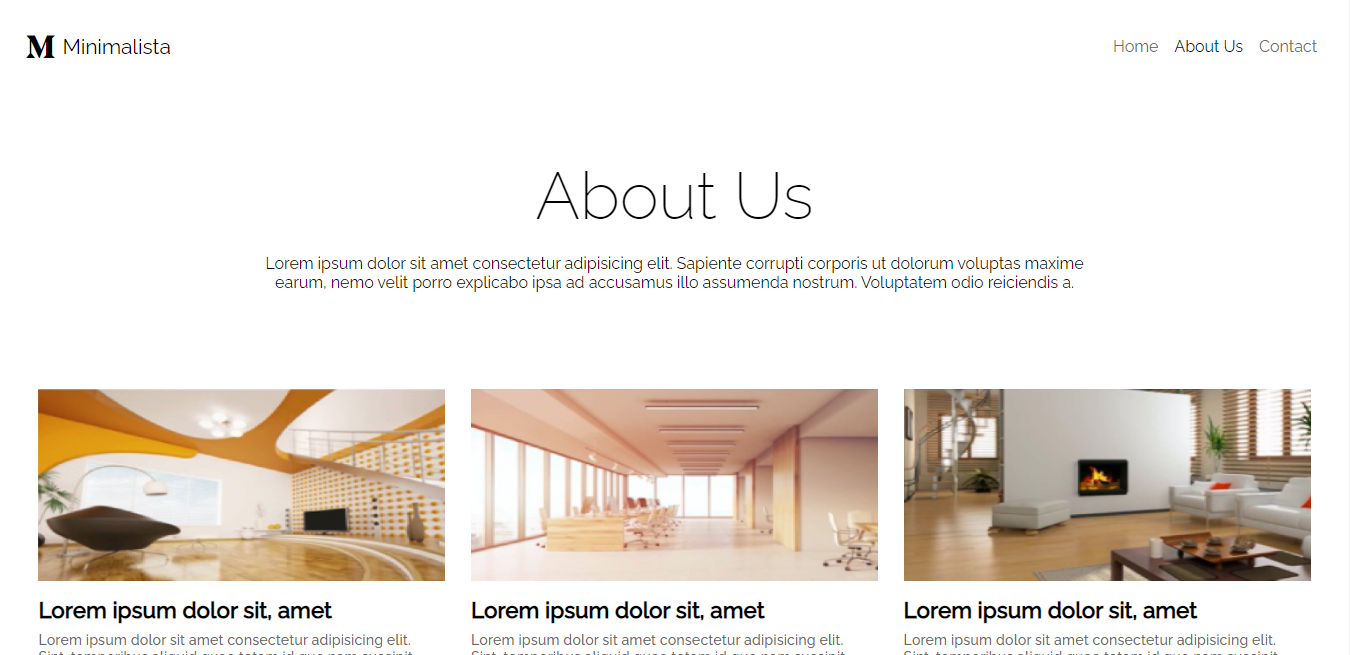 M Minimalista
Home About Us Contact
About Us
Lorem ipsum dolor sit amet consectetur adipisicing elit. Sapiente corrupti corporis ut dolorum voluptas maxime
earum, nemo velit porro explicabo ipsa ad accusamus illo assumenda nostrum. Voluptatem odio reiciendis a.
Lorem ipsum dolor sit, amet
Lorem ipsum dolor sit amet consectetur adipisicing elit.
Lorem ipsum dolor sit, amet
Lorem ipsum dolor sit amet consectetur adipisicing elit.
Lorem ipsum dolor sit, amet
Lorem ipsum dolor sit amet consectetur adipisicing elit.